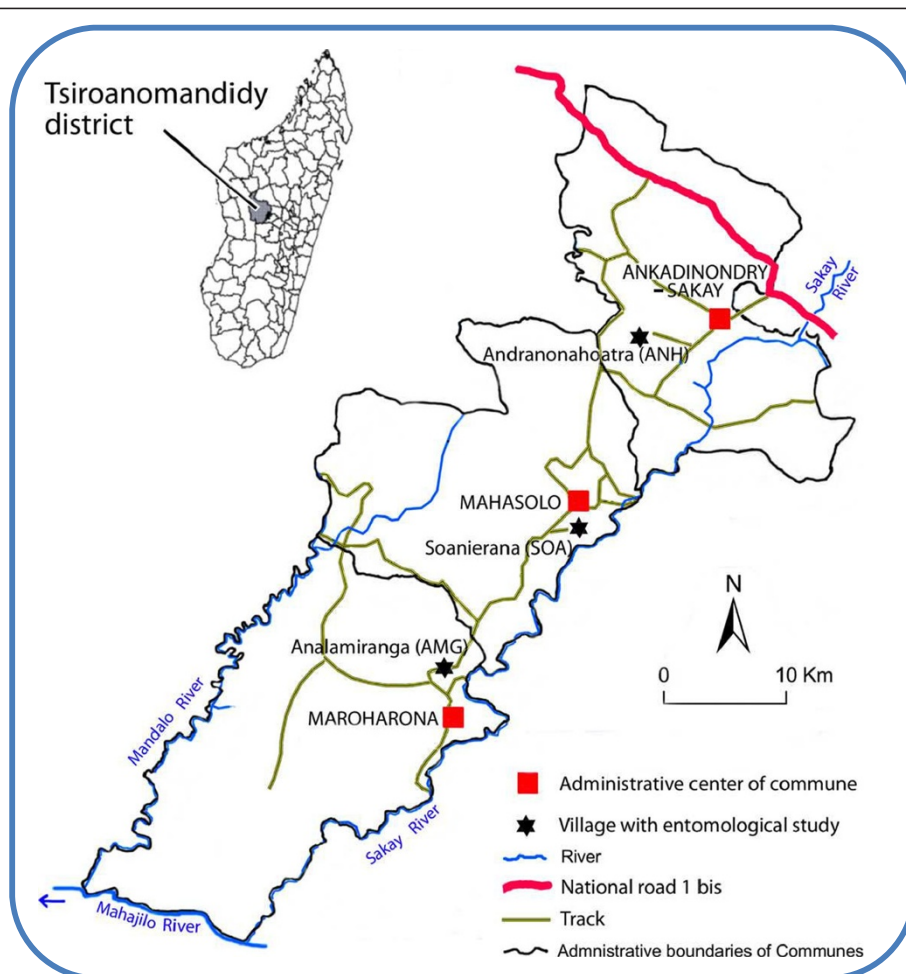 Tsiroanomandidy
district
ANKADINONDRY
–SAKAY
Sakay
River
Andranonahoatra (ANH)
MAHASOLO
Soanierana (SOA)
N
Analamiranga (AMG)
0 10 Km
Mandalo River
MAROHARONA
Administrative center of commune
Village with entomological study
Sakay River
River
National road 1 bis
Mahajilo River
Track
Admnistrative boundaries of Communes